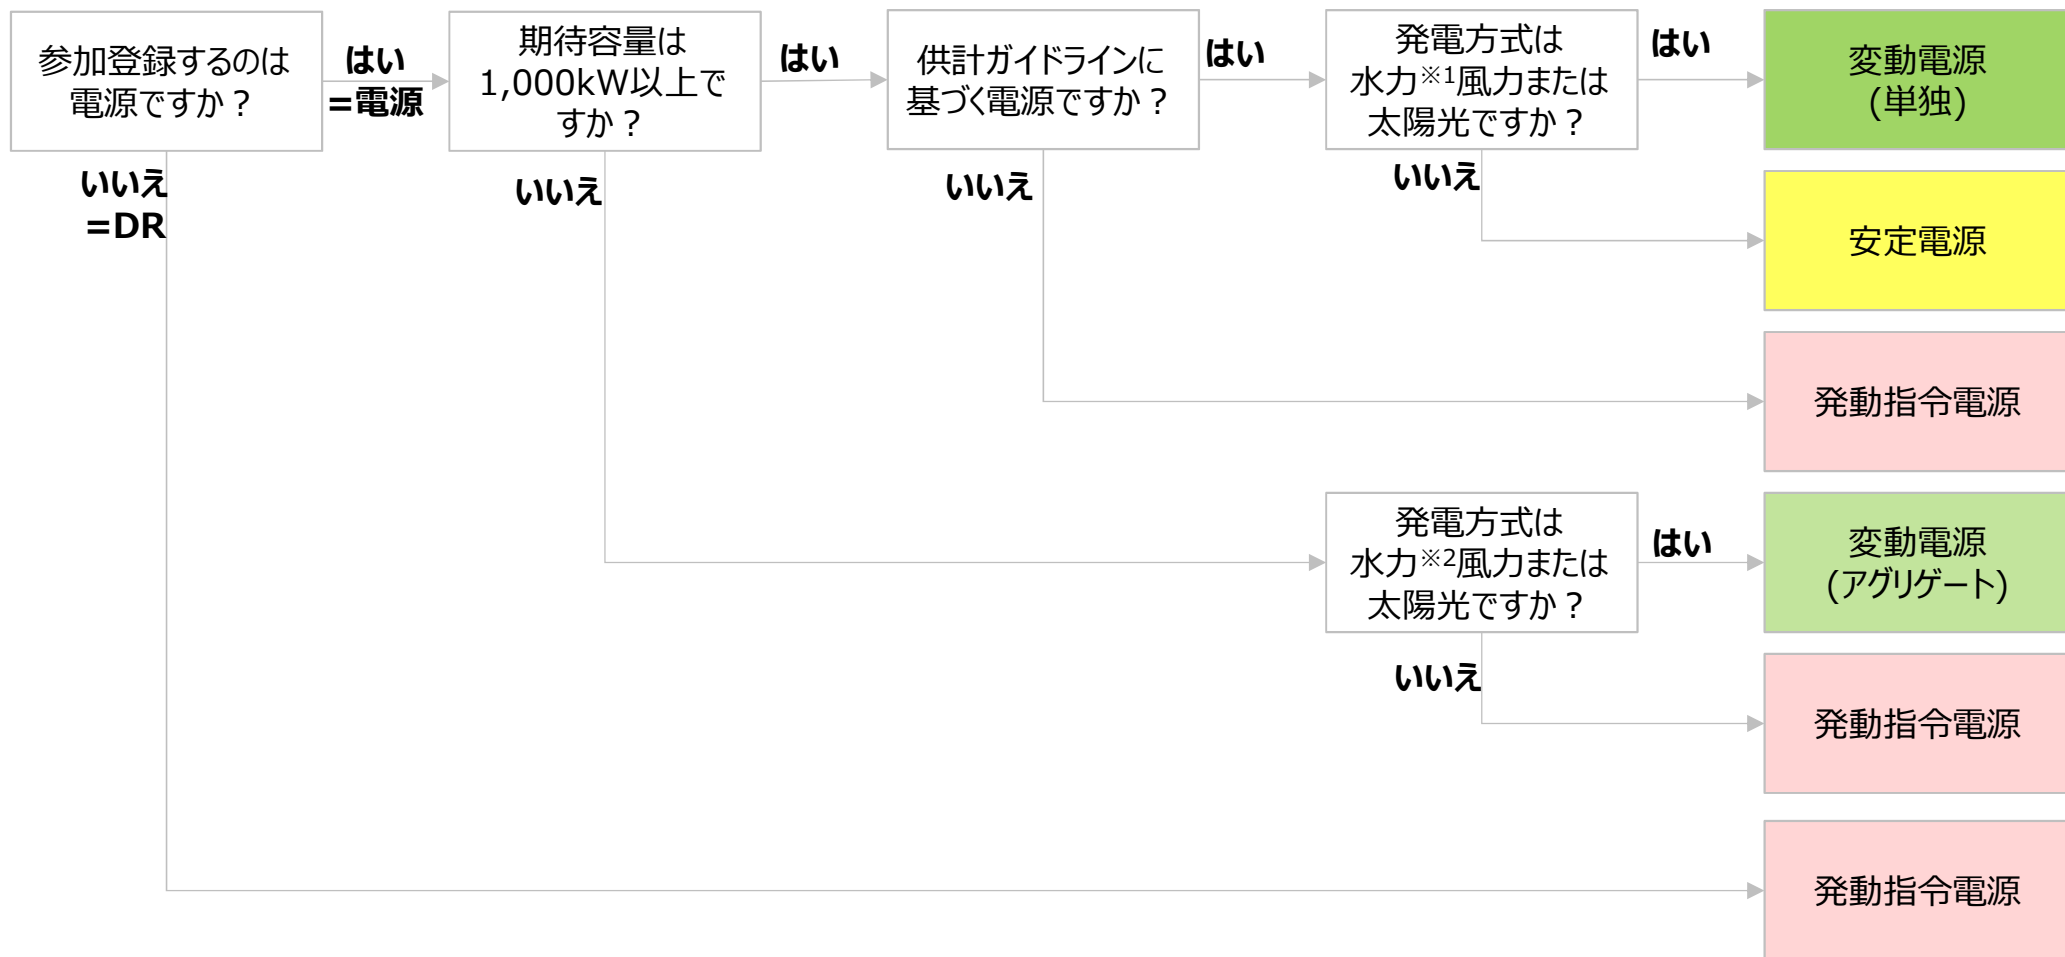 参加登録するのは
電源ですか？
はい
=電源
いいえ
=DR
期待容量は
1,000kW以上で
すか？
はい
いいえ
供計ガイドラインに
基づく電源ですか？
はい
いいえ
発電方式は
水力※1風力または
太陽光ですか？
はい
いいえ
変動電源
(単独)
安定電源
発動指令電源
発電方式は
水力※2風力または
太陽光ですか？
はい
いいえ
変動電源
(アグリゲート)
発動指令電源
発動指令電源